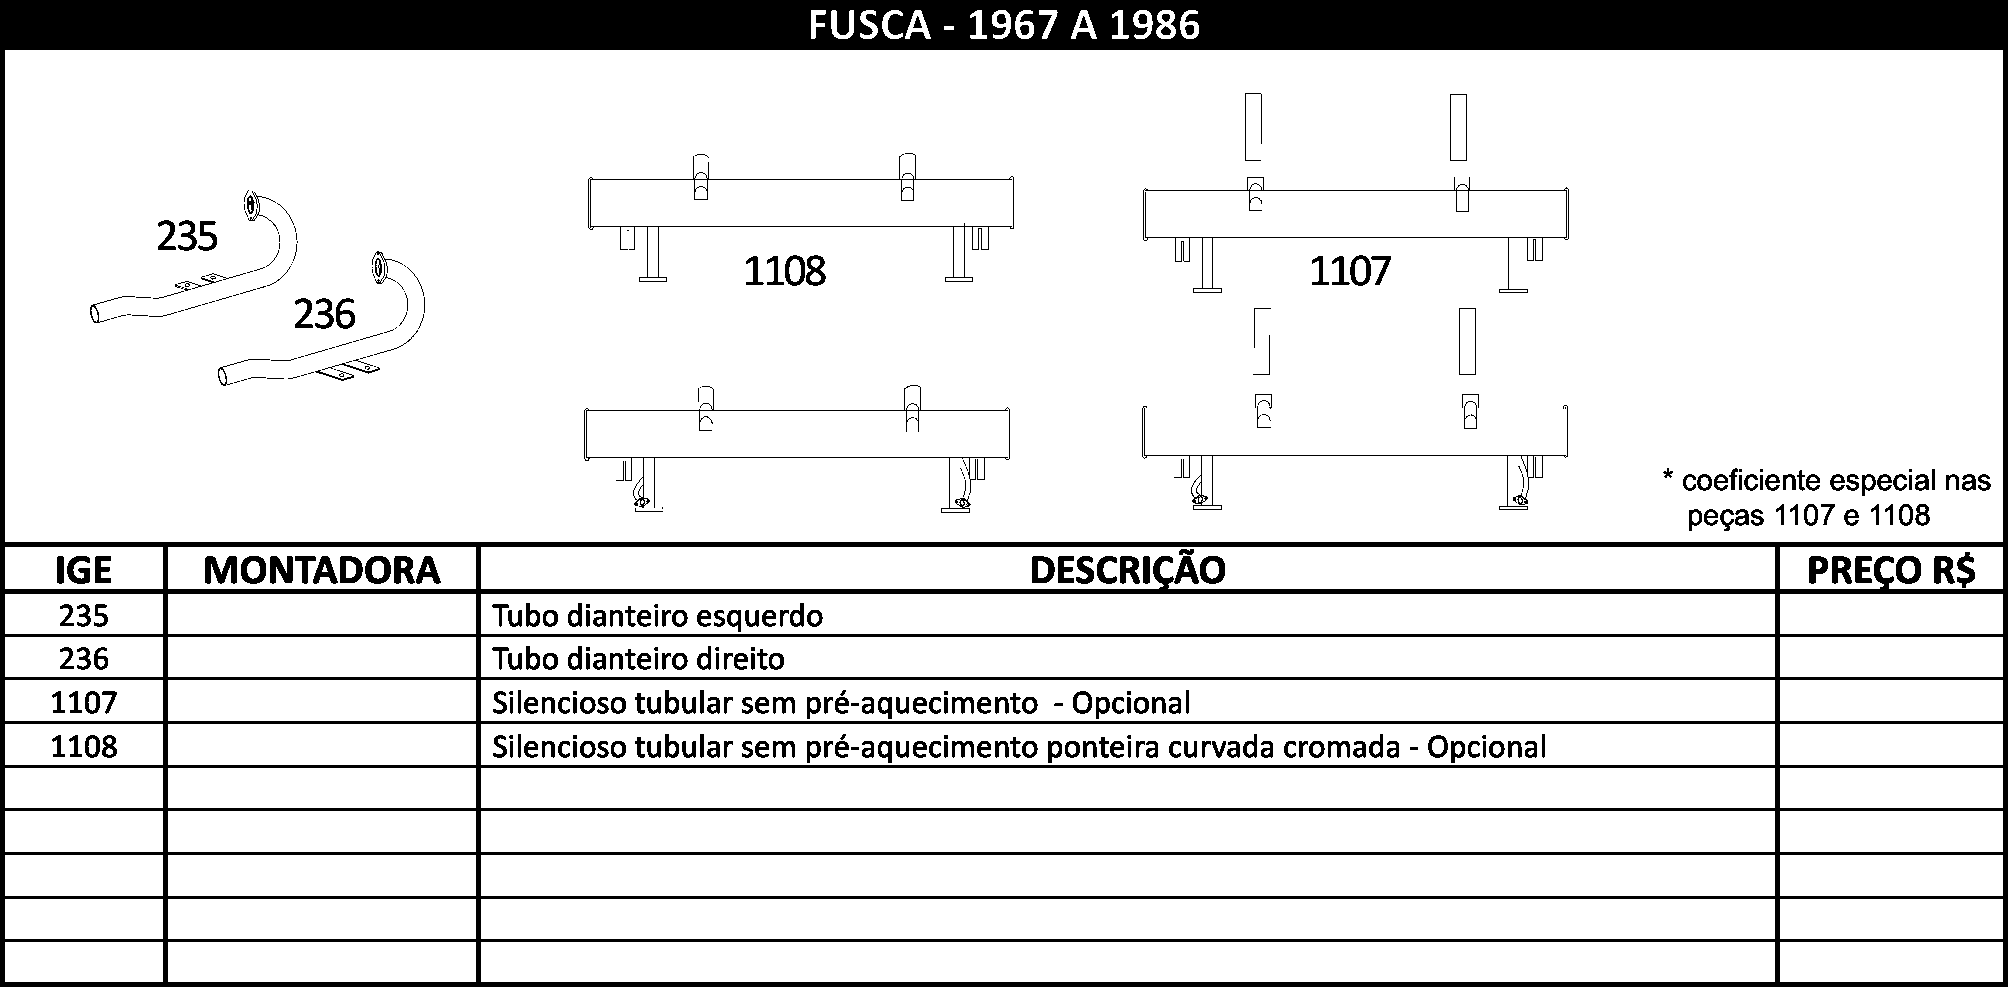 FUSCA - 1967 A 1986
235
236
1108
1107
* coeficiente especial nas
peças 1107 e 1108
IGE MONTADORA DESCRIÇÃO PREÇO R$
235 Tubo dianteiro esquerdo
236 Tubo dianteiro direito
1107 Silencioso tubular sem pré-aquecimento - Opcional
1108 Silencioso tubular sem pré-aquecimento ponteira curvada cromada - Opcional